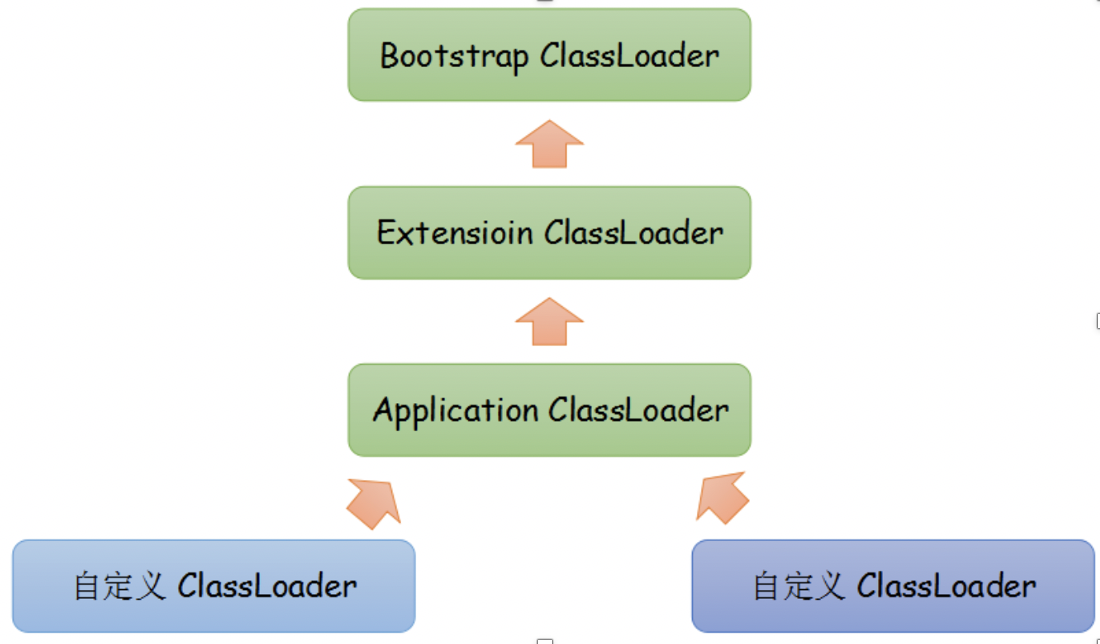 Bootstrap ClassLoader
Extensioin ClassLoader
Application ClassLoader
自定义 ClassLoader
自定义 ClassLoader